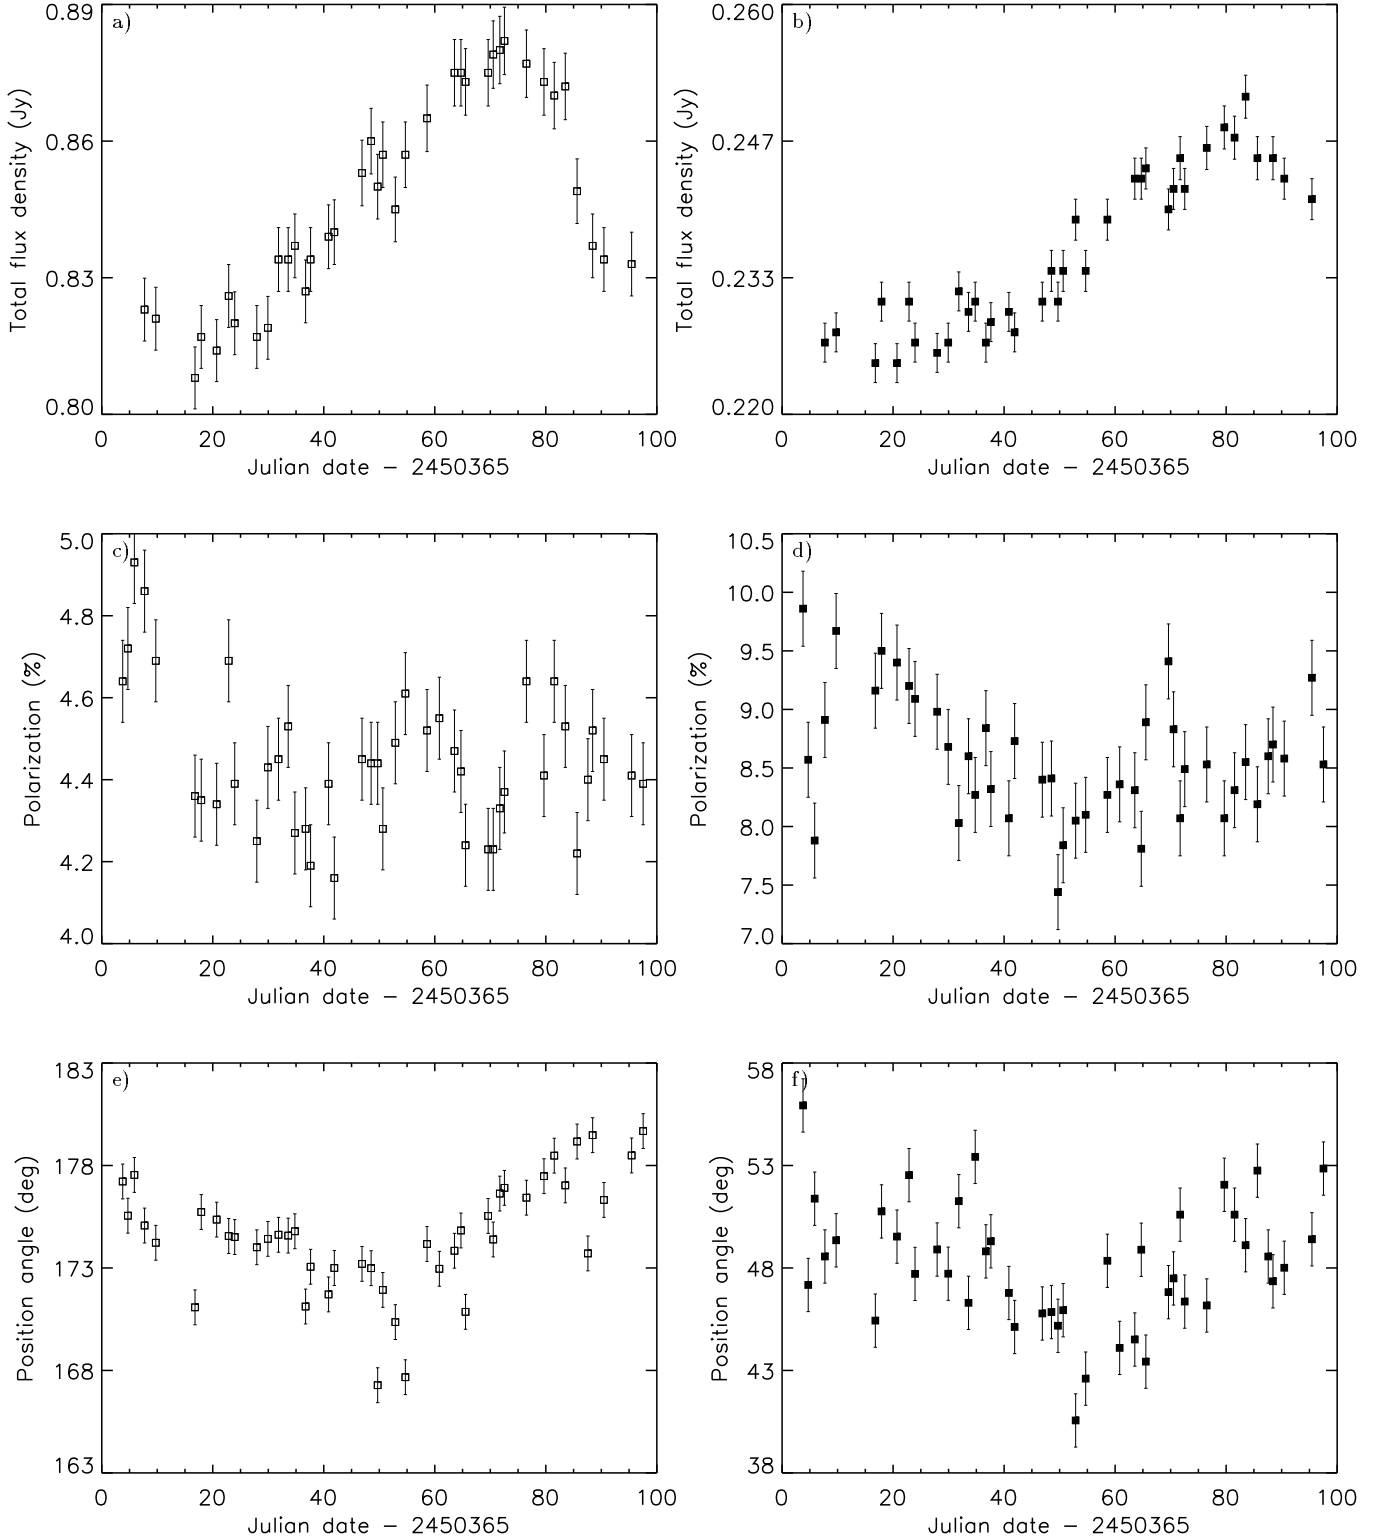 a)
0.89
0.86
0.83
0.80
Total flux density (Jy)
0 20 40 60 80 100
Julian date − 2450365
b)
0.260
0.247
0.233
0.220
Total flux density (Jy)
0 20 40 60 80 100
Julian date − 2450365
c)
5.0
4.8
4.6
4.4
4.2
4.0
Polarization (%)
0 20 40 60 80 100
Julian date − 2450365
d)
10.5
10.0
9.5
9.0
8.5
8.0
7.5
7.0
Polarization (%)
0 20 40 60 80 100
Julian date − 2450365
e)
183
178
173
168
163
Position angle (deg)
0 20 40 60 80 100
Julian date − 2450365
f)
58
53
48
43
38
Position angle (deg)
0 20 40 60 80 100
Julian date − 2450365